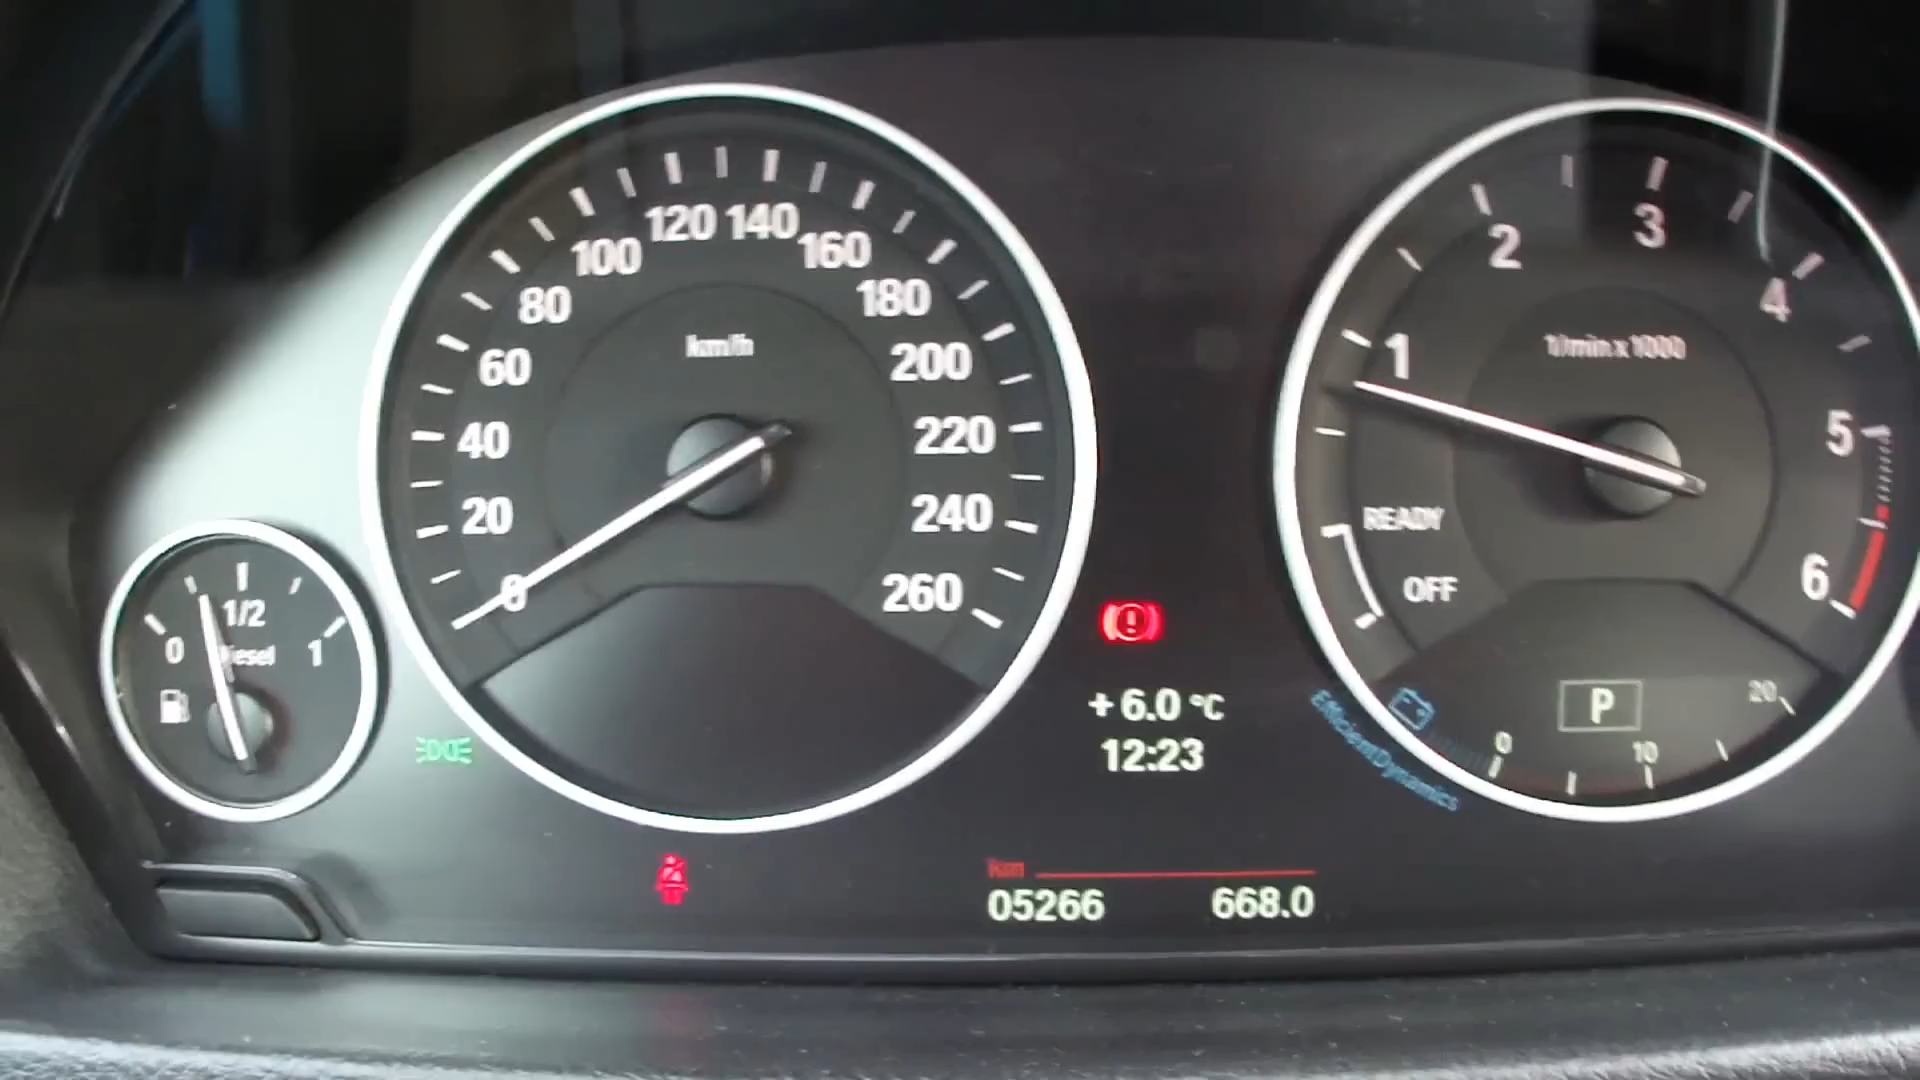 120 140
100 160
80 180
60 200
40 220
20 240
0 260
km/h
2 3
1 4
5
6
1/min x 1000
READY
OFF
1/2
0 1
Diesel
+ 6.0 °C
12:23
P
0 10 20
EfficientDynamics
km
05266 668.0